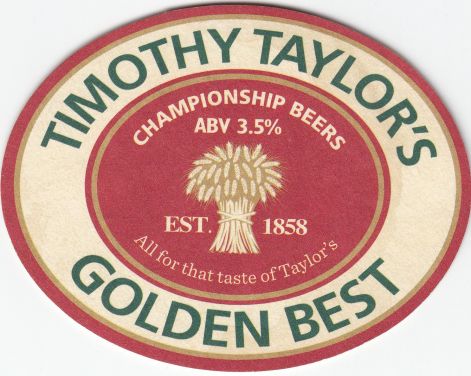 TIMOTHY TAYLOR'S
CHAMPIONSHIP BEERS
ABV 3.5%
EST. 1858
All for that taste of Taylor's
GOLDEN BEST